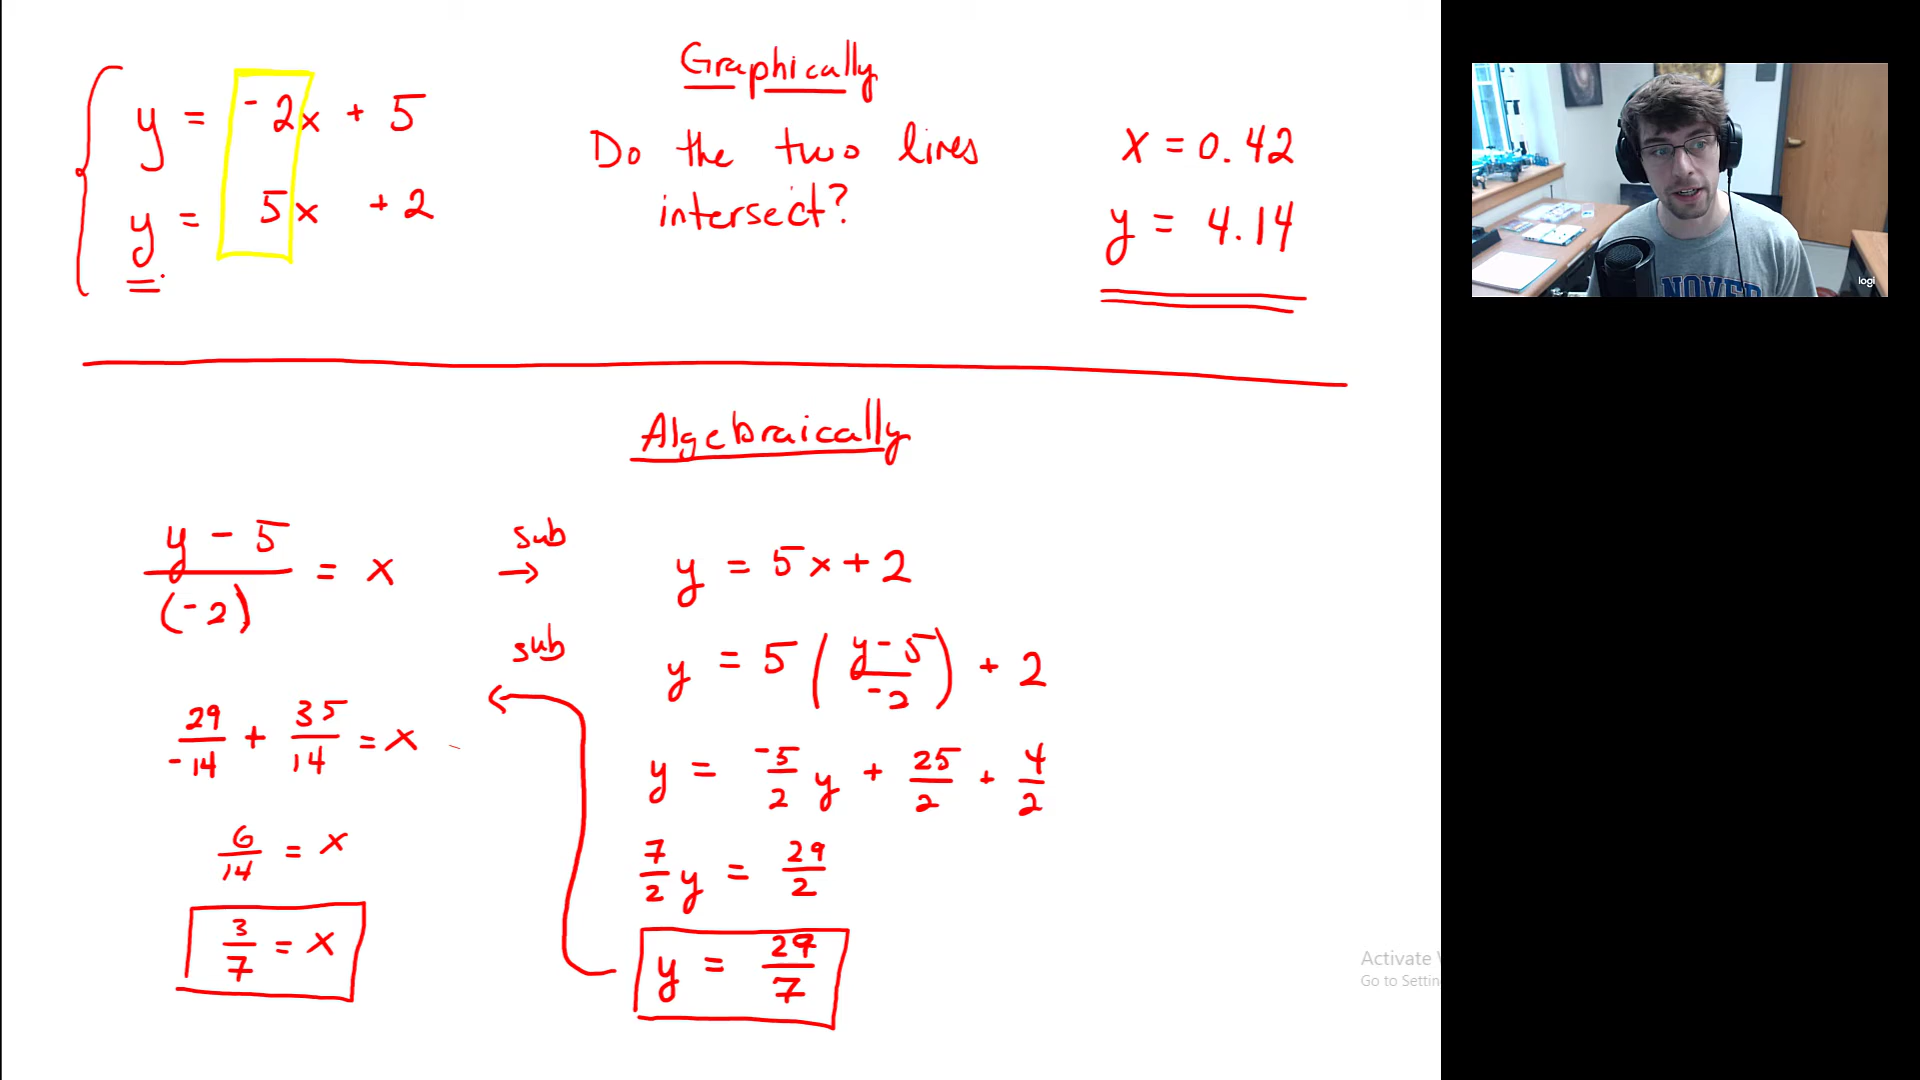 y = -2x + 5
y = 5x + 2
Graphically
Do the two lines
intersect?
x = 0.42
y = 4.14
Algebraically
y - 5 / (-2) = x
sub →
y = 5x + 2
sub
y = 5 ( y - 5 / -2 ) + 2
29/-14 + 35/14 = x
y = -5/2 y + 25/2 + 4/2
6/14 = x
7/2 y = 29/2
3/7 = x
y = 29/7
Activate
Go to Settin
logi